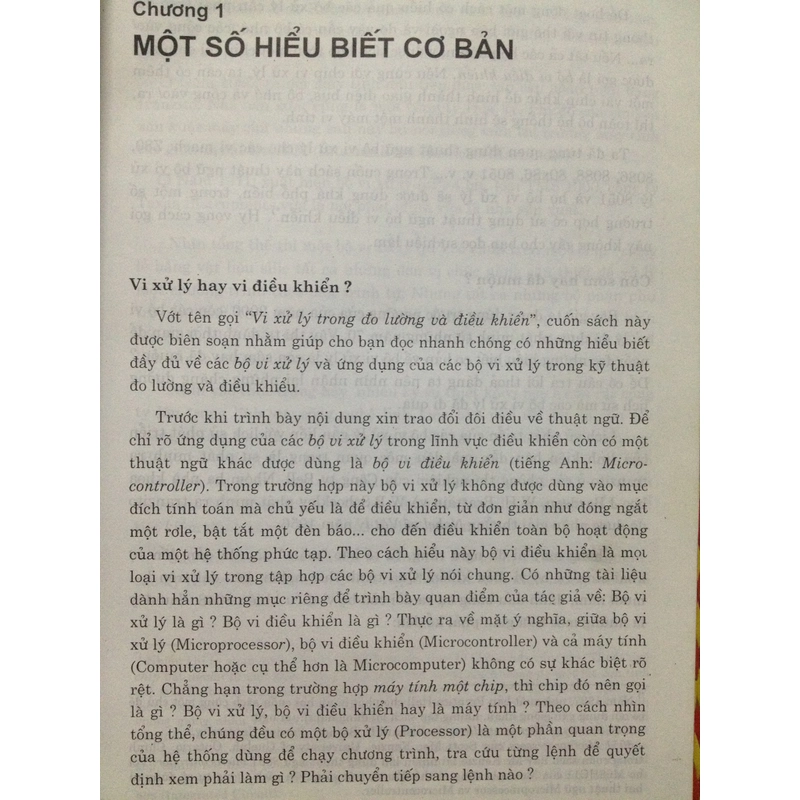 Chương 1
MỘT SỐ HIỂU BIẾT CƠ BẢN
Vi xử lý hay vi điều khiển ?
Vớt tên gọi “Vi xử lý trong đo lường và điều khiển”, cuốn sách này
được biên soạn nhằm giúp cho bạn đọc nhanh chóng có những hiểu biết
đầy đủ về các bộ vi xử lý và ứng dụng của các bộ vi xử lý trong kỹ thuật
đo lường và điều khiểu.
Trước khi trình bày nội dung xin trao đổi đôi điều về thuật ngữ. Để
chỉ rõ ứng dụng của các bộ vi xử lý trong lĩnh vực điều khiển còn có một
thuật ngữ khác được dùng là bộ vi điều khiển (tiếng Anh: Micro-
controller). Trong trường hợp này bộ vi xử lý không được dùng vào mục
đích tính toán mà chủ yếu là để điều khiển, từ đơn giản như đóng ngắt
một rơle, bật tắt một đèn báo... cho đến điều khiển toàn bộ hoạt động
của một hệ thống phức tạp. Theo cách hiểu này bộ vi điều khiển là một
loại vi xử lý trong tập hợp các bộ vi xử lý nói chung. Có những tài liệu
dành hẳn những mục riêng để trình bày quan điểm của tác giả về: Bộ vi
xử lý là gì ? Bộ vi điều khiển là gì ? Thực ra về mặt ý nghĩa, giữa bộ vi
xử lý (Microprocessor), bộ vi điều khiển (Microcontroller) và cả máy tính
(Computer hoặc cụ thể hơn là Microcomputer) không có sự khác biệt rõ
rệt. Chẳng hạn trong trường hợp máy tính một chip, thì chip đó nên gọi
là gì ? Bộ vi xử lý, bộ vi điều khiển hay là máy tính ? Theo cách nhìn
tổng thể, chúng đều có một bộ xử lý (Processor) là một phần quan trọng
của hệ thống dùng để chạy chương trình, tra cứu từng lệnh để quyết
định xem phải làm gì ? Phải chuyển tiếp sang lệnh nào ?